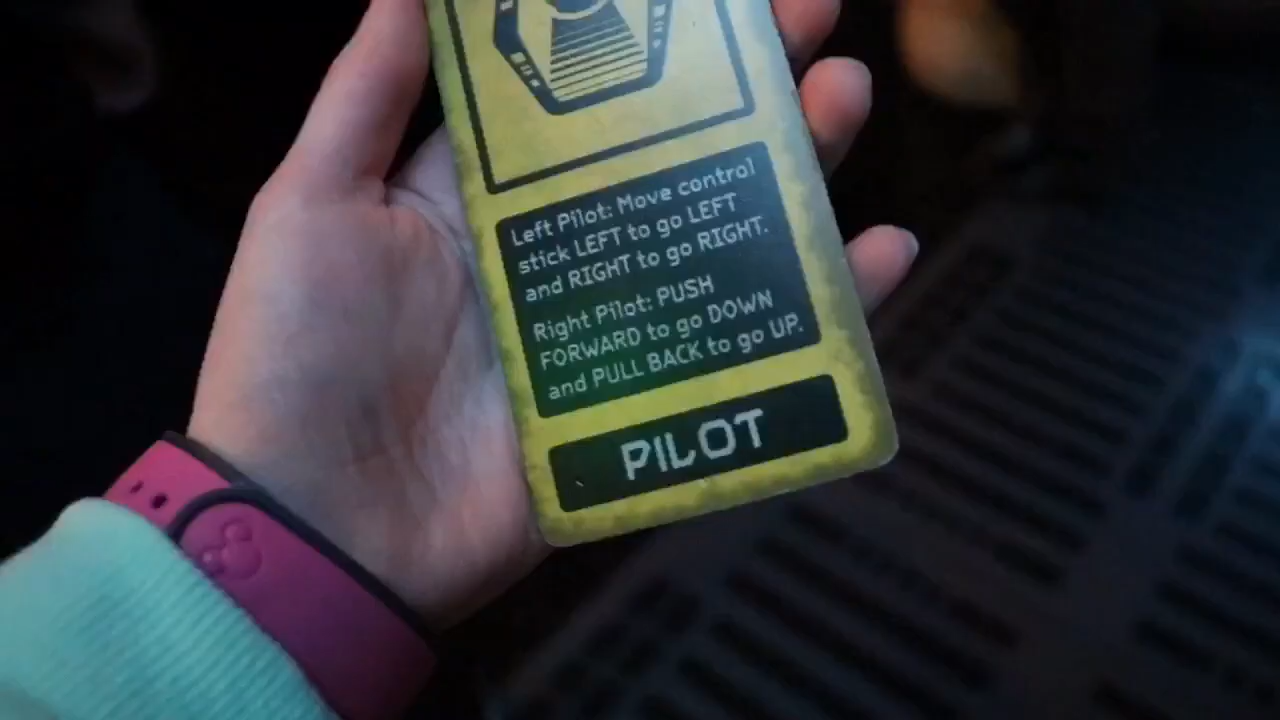 Left Pilot: Move control
stick LEFT to go LEFT
and RIGHT to go RIGHT.
Right Pilot: PUSH
FORWARD to go DOWN
and PULL BACK to go UP.
PILOT